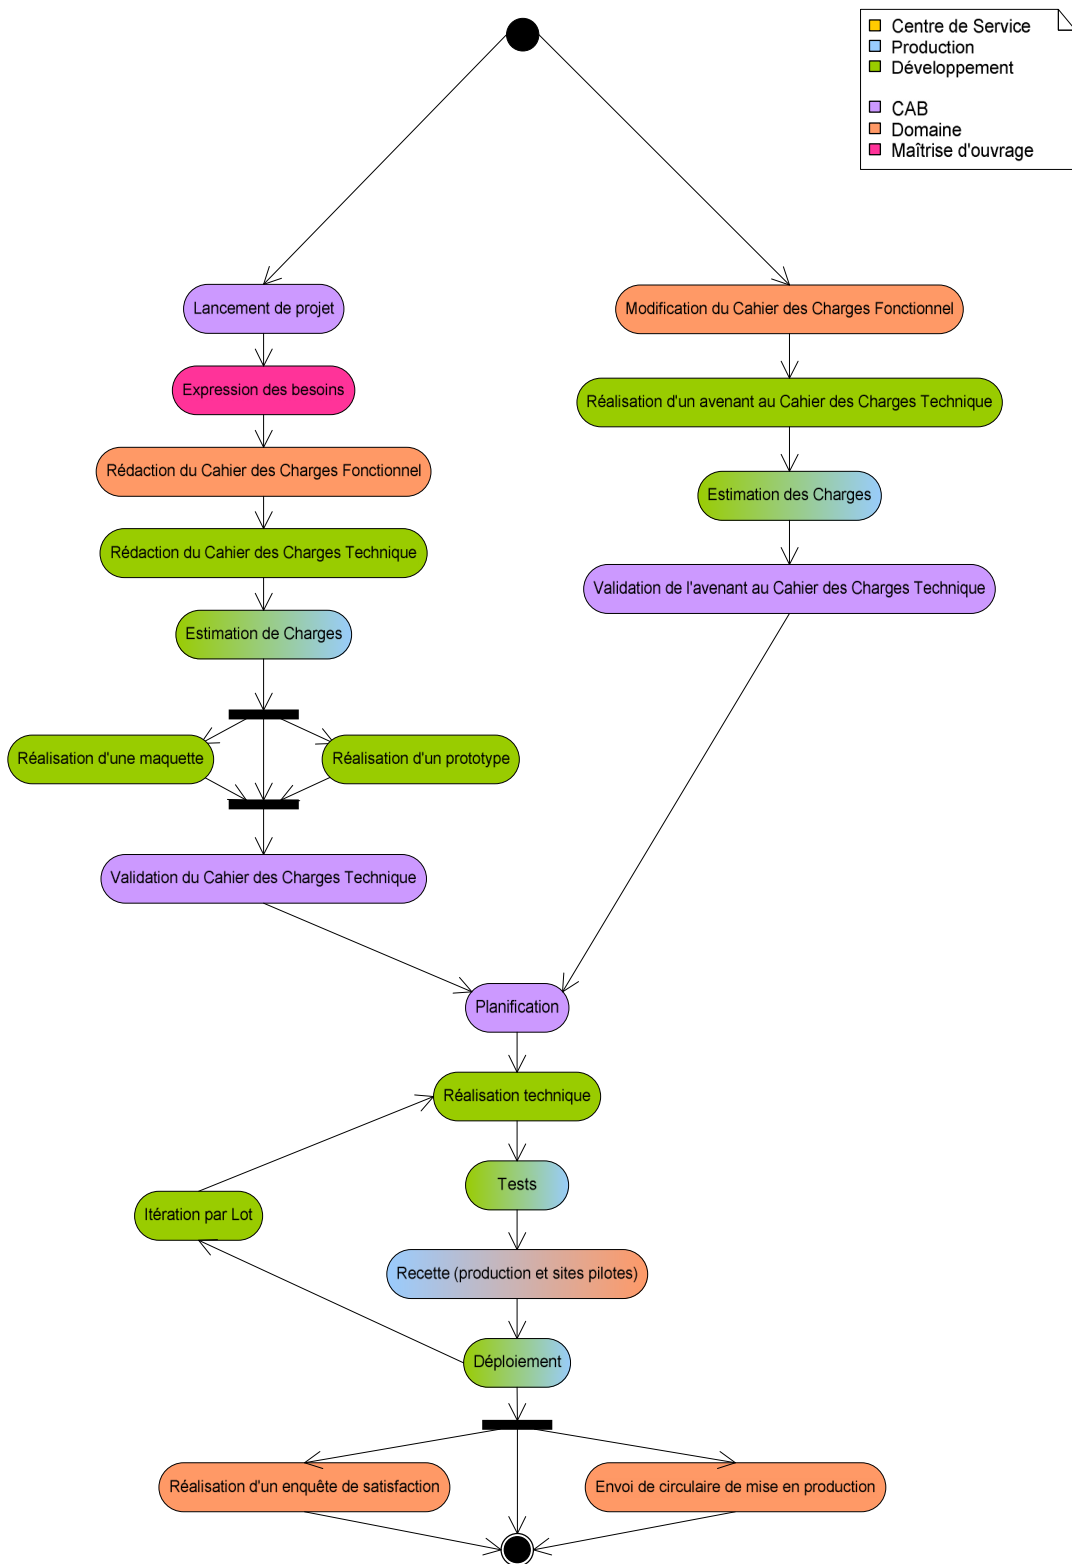 Centre de Service
Production
Développement
CAB
Domaine
Maîtrise d'ouvrage
Lancement de projet
Modification du Cahier des Charges Fonctionnel
Expression des besoins
Réalisation d'un avenant au Cahier des Charges Technique
Rédaction du Cahier des Charges Fonctionnel
Estimation des Charges
Rédaction du Cahier des Charges Technique
Validation de l'avenant au Cahier des Charges Technique
Estimation de Charges
Réalisation d'une maquette
Réalisation d'un prototype
Validation du Cahier des Charges Technique
Planification
Réalisation technique
Tests
Itération par Lot
Recette (production et sites pilotes)
Déploiement
Réalisation d'un enquête de satisfaction
Envoi de circulaire de mise en production